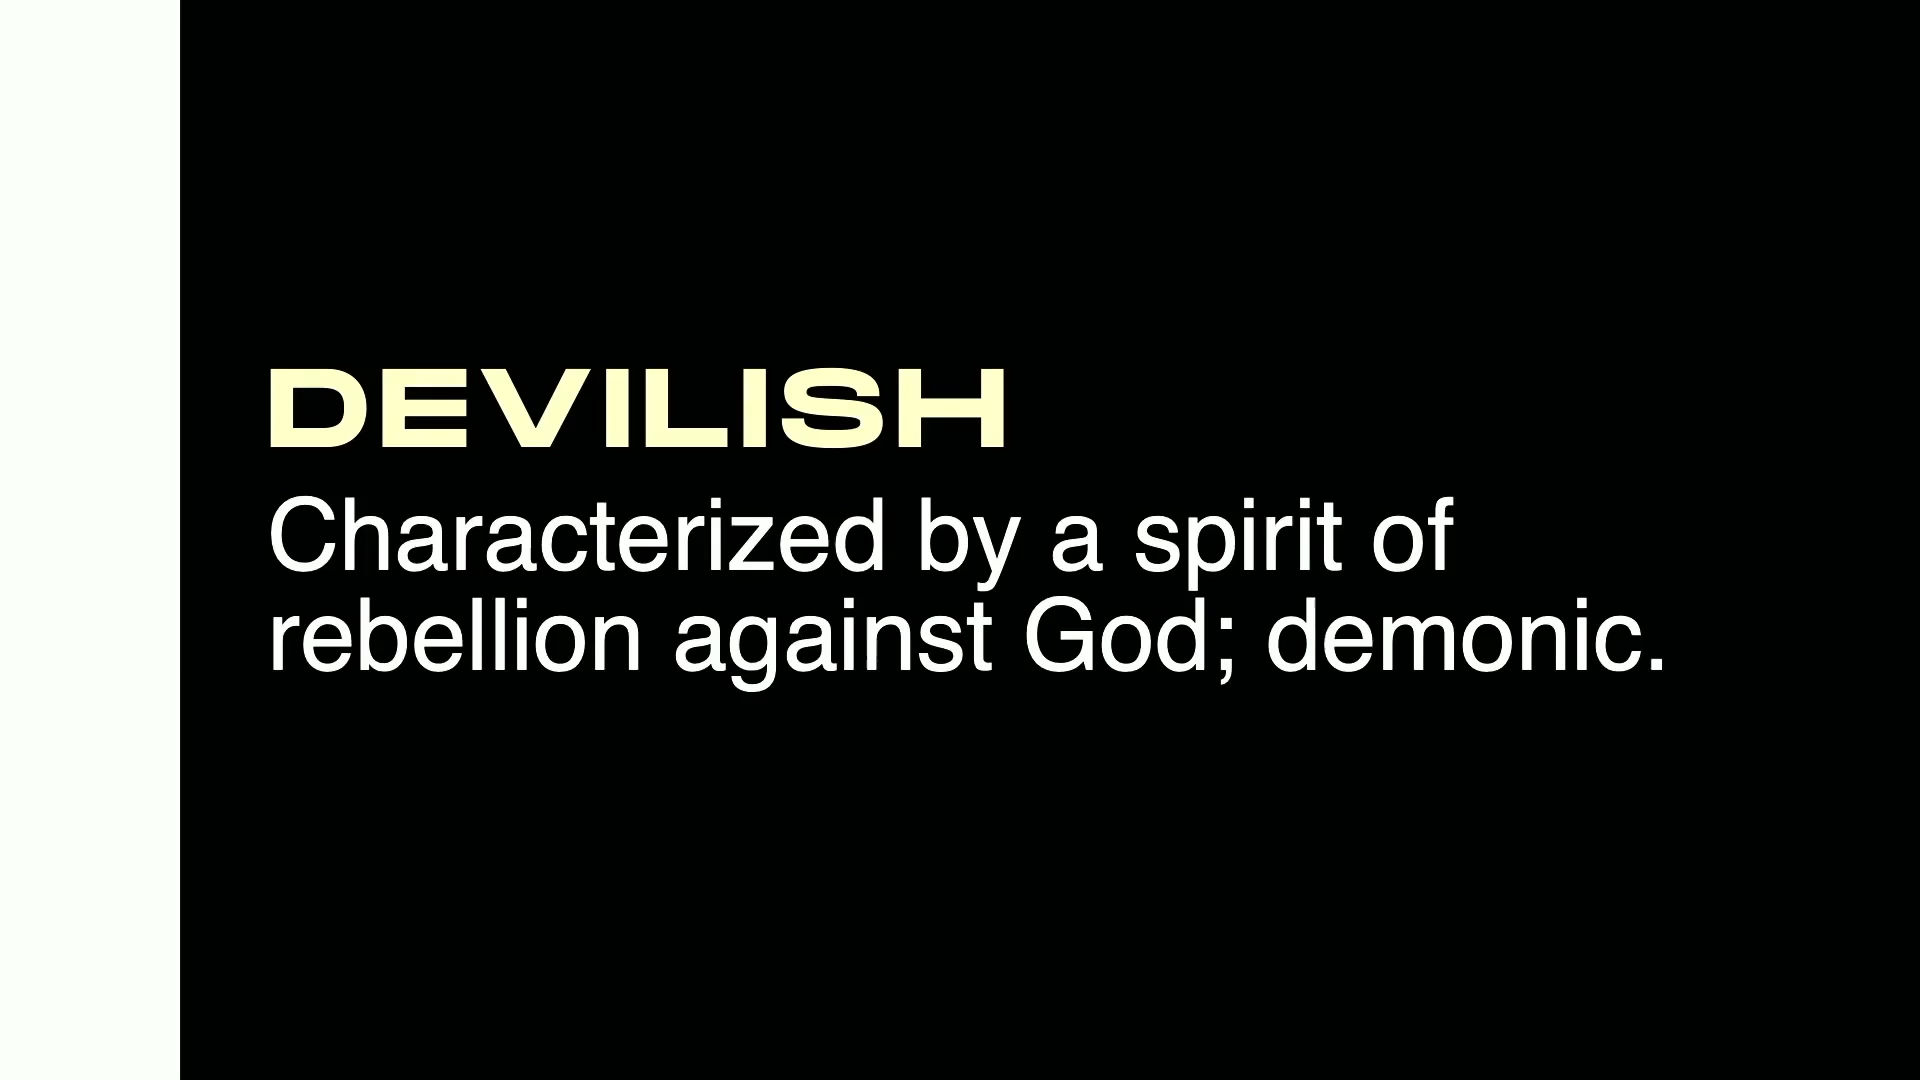 DEVILISH
Characterized by a spirit of
rebellion against God; demonic.